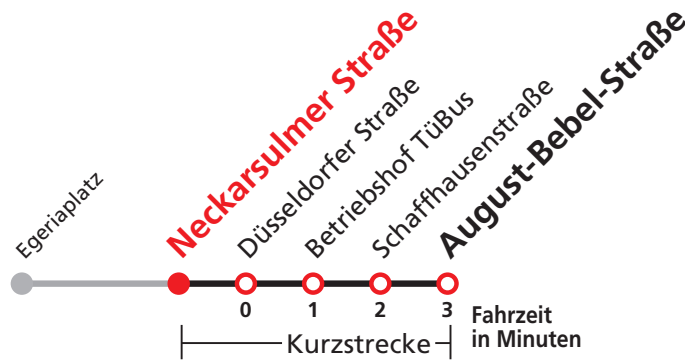 Egeriaplatz
Neckarsulmer Straße
Düsseldorfer Straße
Betriebshof TüBus
Schaffhausenstraße
August-Bebel-Straße
0 1 2 3
Fahrzeit
in Minuten
Kurzstrecke